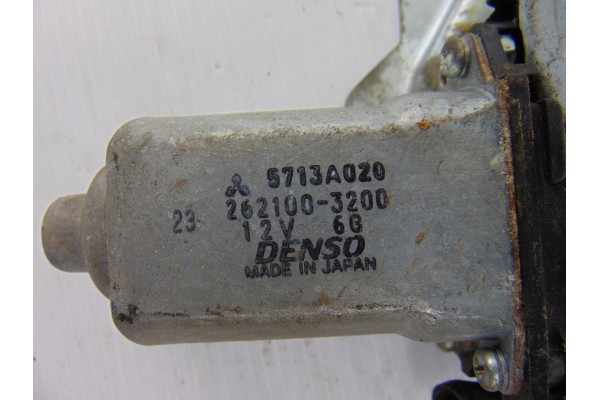 5713A020
23 262100-3200
12V 6G
DENSO
MADE IN JAPAN